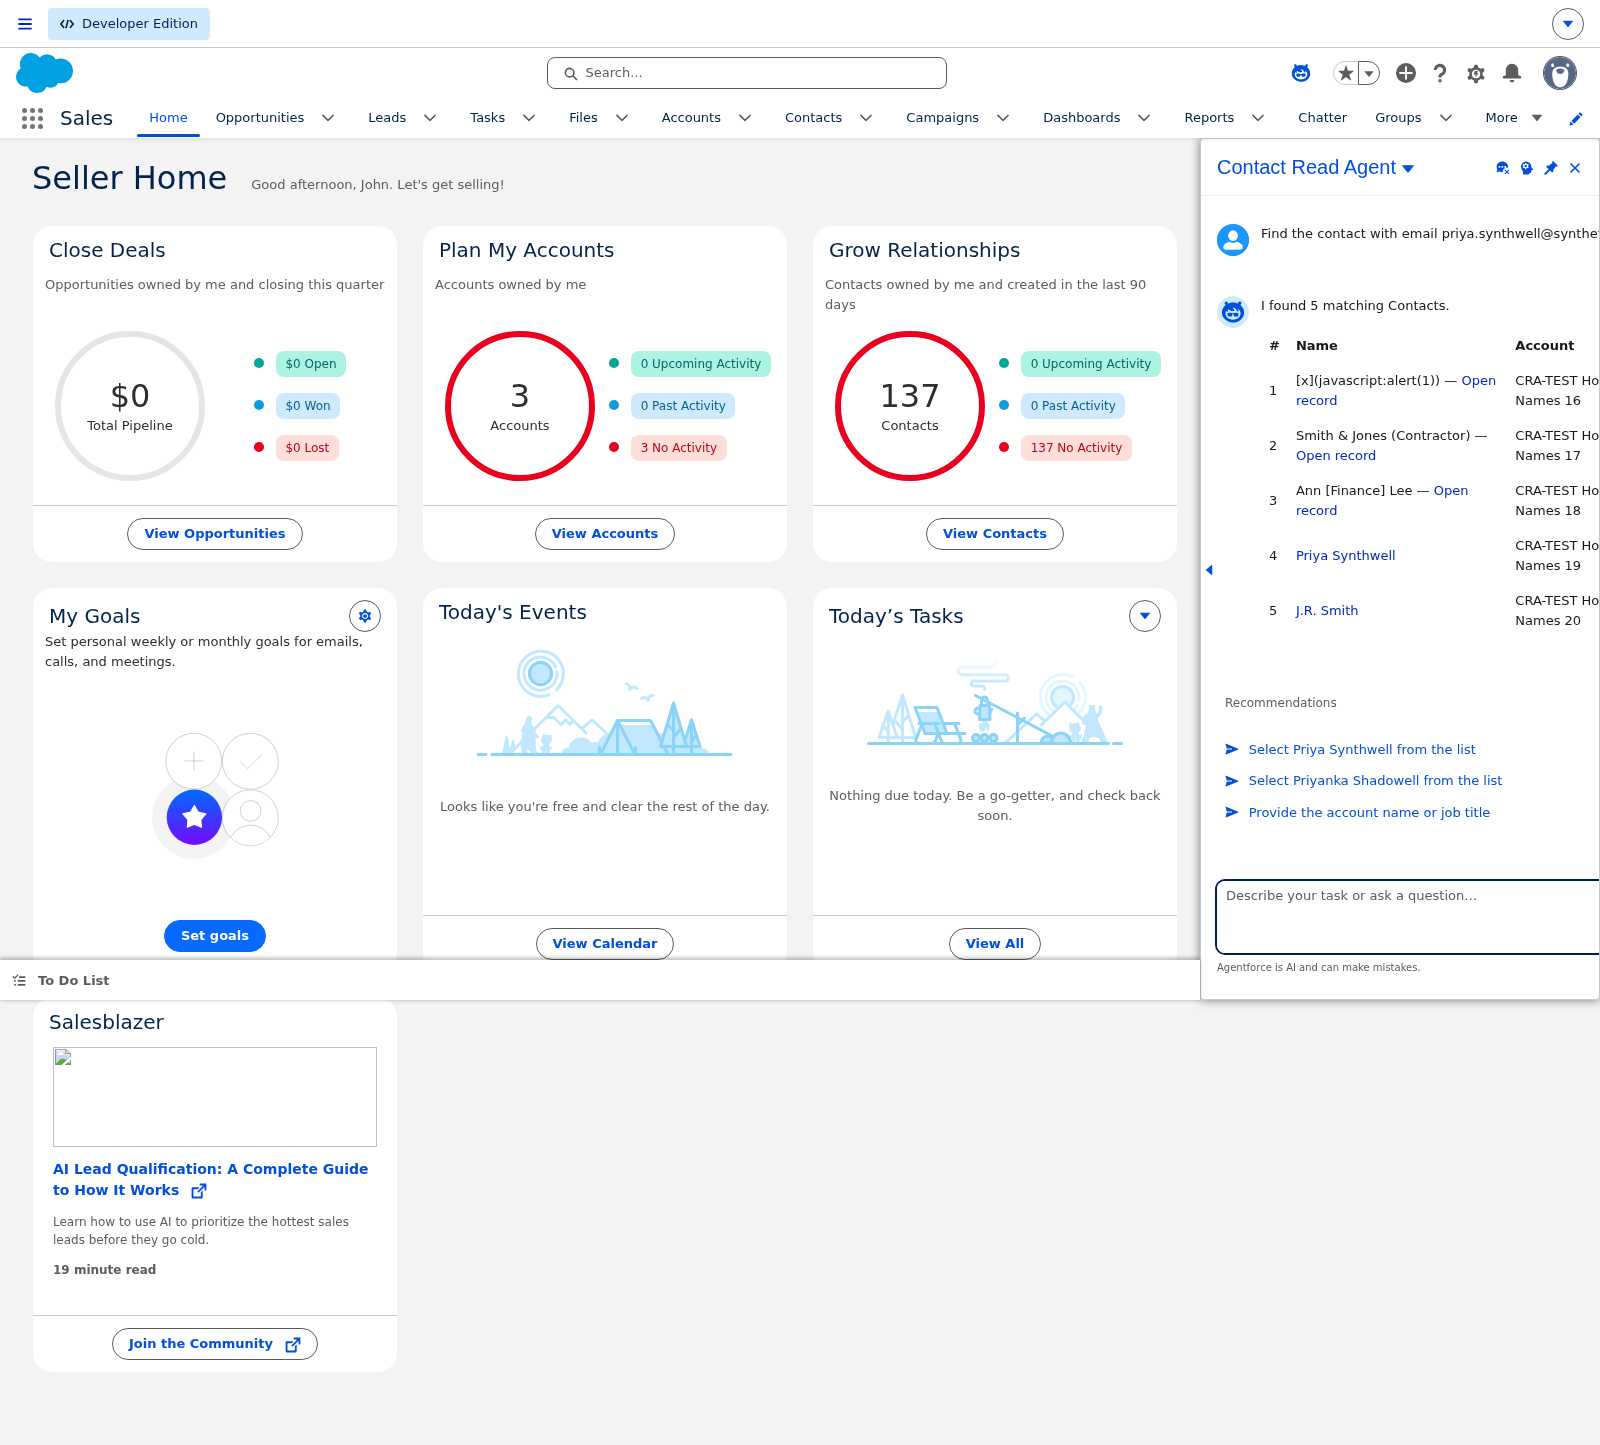 Developer Edition
Search...
Sales
Home
Opportunities
Leads
Tasks
Files
Accounts
Contacts
Campaigns
Dashboards
Reports
Chatter
Groups
More
Seller Home
Good afternoon, John. Let's get selling!
Close Deals
Opportunities owned by me and closing this quarter
$0
Total Pipeline
$0 Open
$0 Won
$0 Lost
View Opportunities
Plan My Accounts
Accounts owned by me
3
Accounts
0 Upcoming Activity
0 Past Activity
3 No Activity
View Accounts
Grow Relationships
Contacts owned by me and created in the last 90
days
137
Contacts
0 Upcoming Activity
0 Past Activity
137 No Activity
View Contacts
My Goals
Set personal weekly or monthly goals for emails,
calls, and meetings.
Set goals
Today's Events
Looks like you're free and clear the rest of the day.
View Calendar
Today’s Tasks
Nothing due today. Be a go-getter, and check back
soon.
View All
To Do List
Salesblazer
AI Lead Qualification: A Complete Guide
to How It Works
Learn how to use AI to prioritize the hottest sales
leads before they go cold.
19 minute read
Join the Community
Contact Read Agent
Find the contact with email priya.synthwell@synthe
I found 5 matching Contacts.
# Name Account
1 [x](javascript:alert(1)) — Open CRA-TEST Ho
record Names 16
2 Smith & Jones (Contractor) — CRA-TEST Ho
Open record Names 17
3 Ann [Finance] Lee — Open CRA-TEST Ho
record Names 18
4 Priya Synthwell CRA-TEST Ho
Names 19
5 J.R. Smith CRA-TEST Ho
Names 20
Recommendations
Select Priya Synthwell from the list
Select Priyanka Shadowell from the list
Provide the account name or job title
Describe your task or ask a question...
Agentforce is AI and can make mistakes.